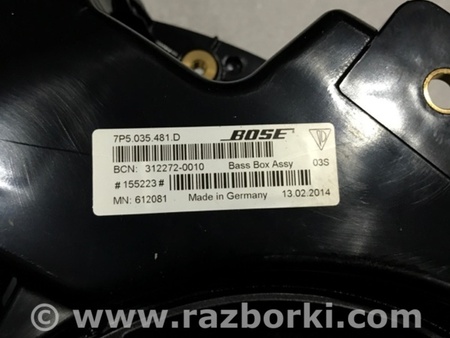 7P5.035.481.D BOSE
BCN: 312272-0010 Bass Box Assy 03S
#155223#
MN: 612081 Made in Germany 13.02.2014
www.razborki.com